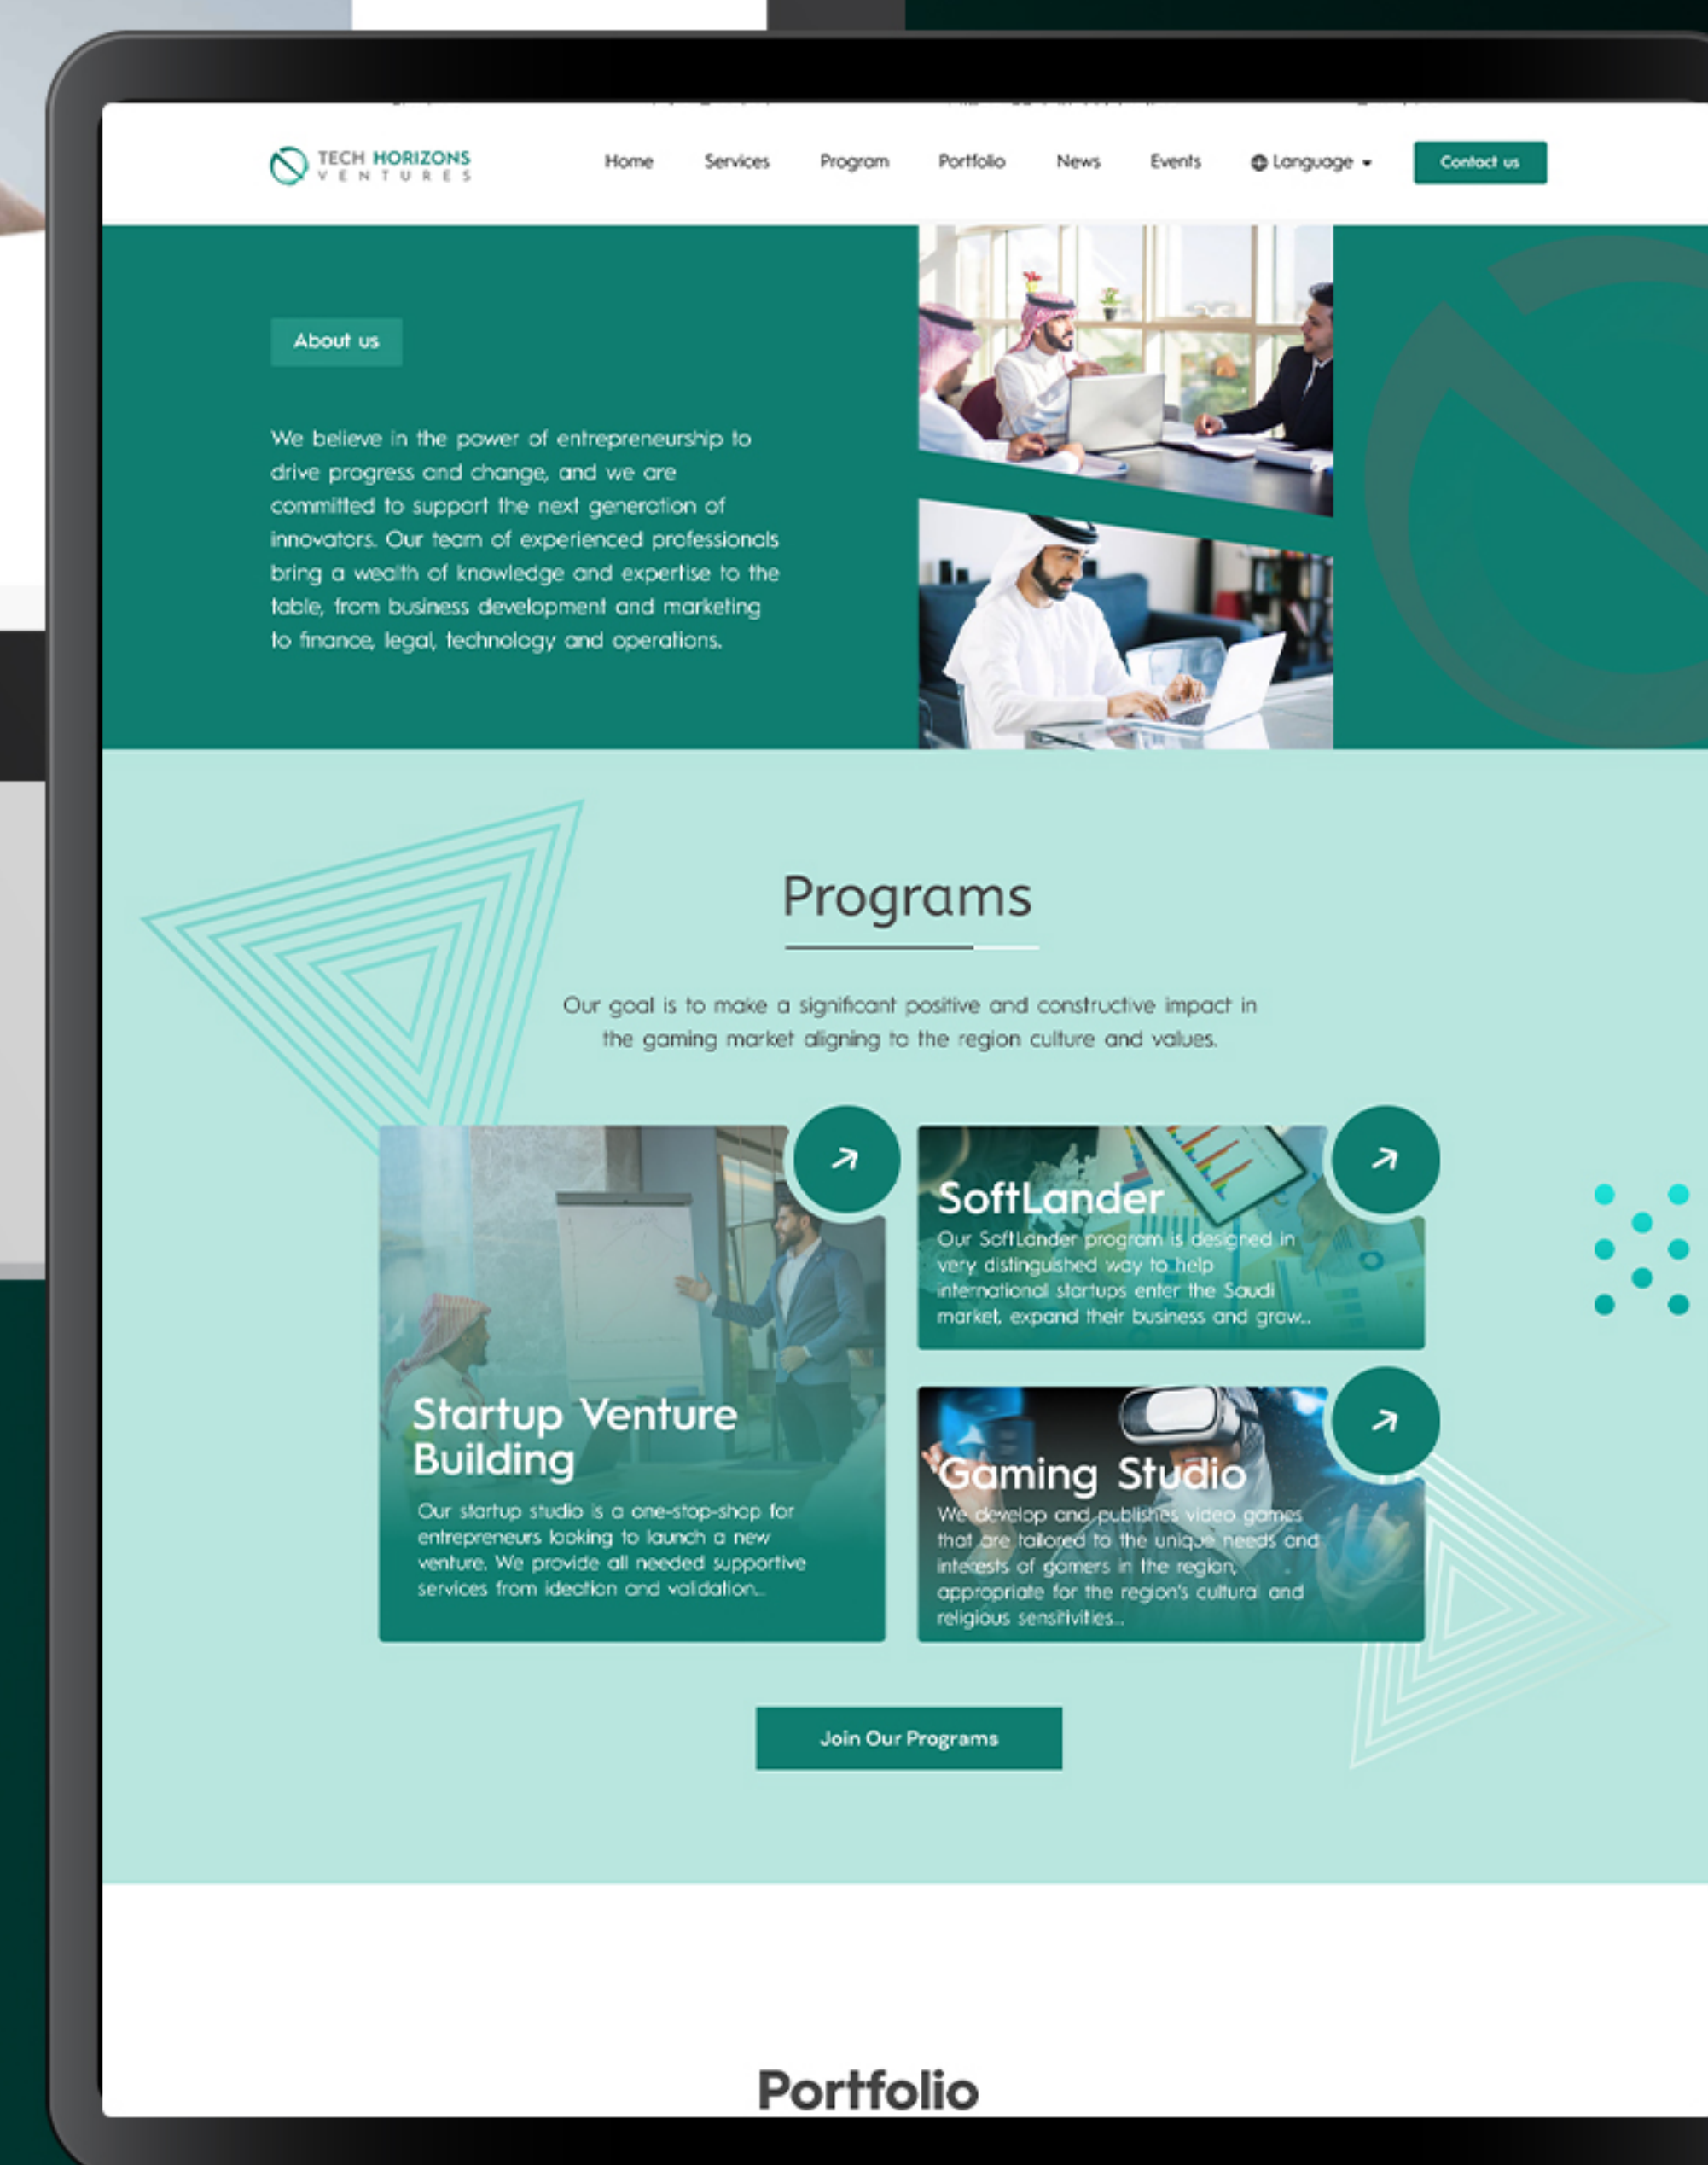 TECH HORIZONS
VENTURES
Home
Services
Program
Portfolio
News
Events
Language
Contact us
About us
We believe in the power of entrepreneurship to
drive progress and change, and we are
committed to support the next generation of
innovators. Our team of experienced professionals
bring a wealth of knowledge and expertise to the
table, from business development and marketing
to finance, legal, technology and operations.
Programs
Our goal is to make a significant positive and constructive impact in
the gaming market aligning to the region culture and values.
Startup Venture
Building
Our startup studio is a one-stop-shop for
entrepreneurs looking to launch a new
venture. We provide all needed supportive
services from ideation and validation...
SoftLander
Our SoftLander program is designed in
very distinguished way to help
international startups enter the Saudi
market, expand their business and grow...
Gaming Studio
We develop and publishes video games
that are tailored to the unique needs and
interests of gamers in the region,
appropriate for the region's cultural and
religious sensitivities...
Join Our Programs
Portfolio